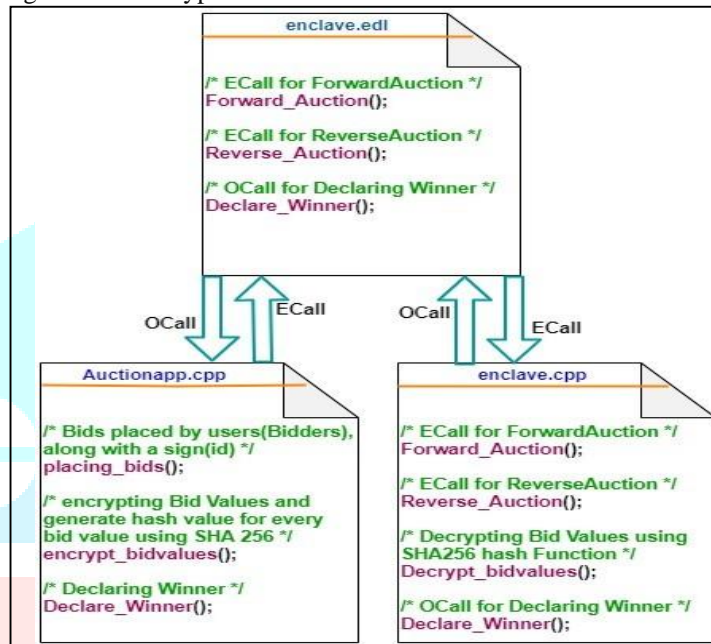 enclave.edl
/* ECall for ForwardAuction */
Forward_Auction();
/* ECall for ReverseAuction */
Reverse_Auction();
/* OCall for Declaring Winner */
Declare_Winner();
OCall
ECall
OCall
ECall
Auctionapp.cpp
/* Bids placed by users(Bidders),
along with a sign(id) */
placing_bids();
/* encrypting Bid Values and
generate hash value for every
bid value using SHA 256 */
encrypt_bidvalues();
/* Declaring Winner */
Declare_Winner();
enclave.cpp
/* ECall for ForwardAuction */
Forward_Auction();
/* ECall for ReverseAuction */
Reverse_Auction();
/* Decrypting Bid Values using
SHA256 hash Function */
Decrypt_bidvalues();
/* OCall for Declaring Winner */
Declare_Winner();